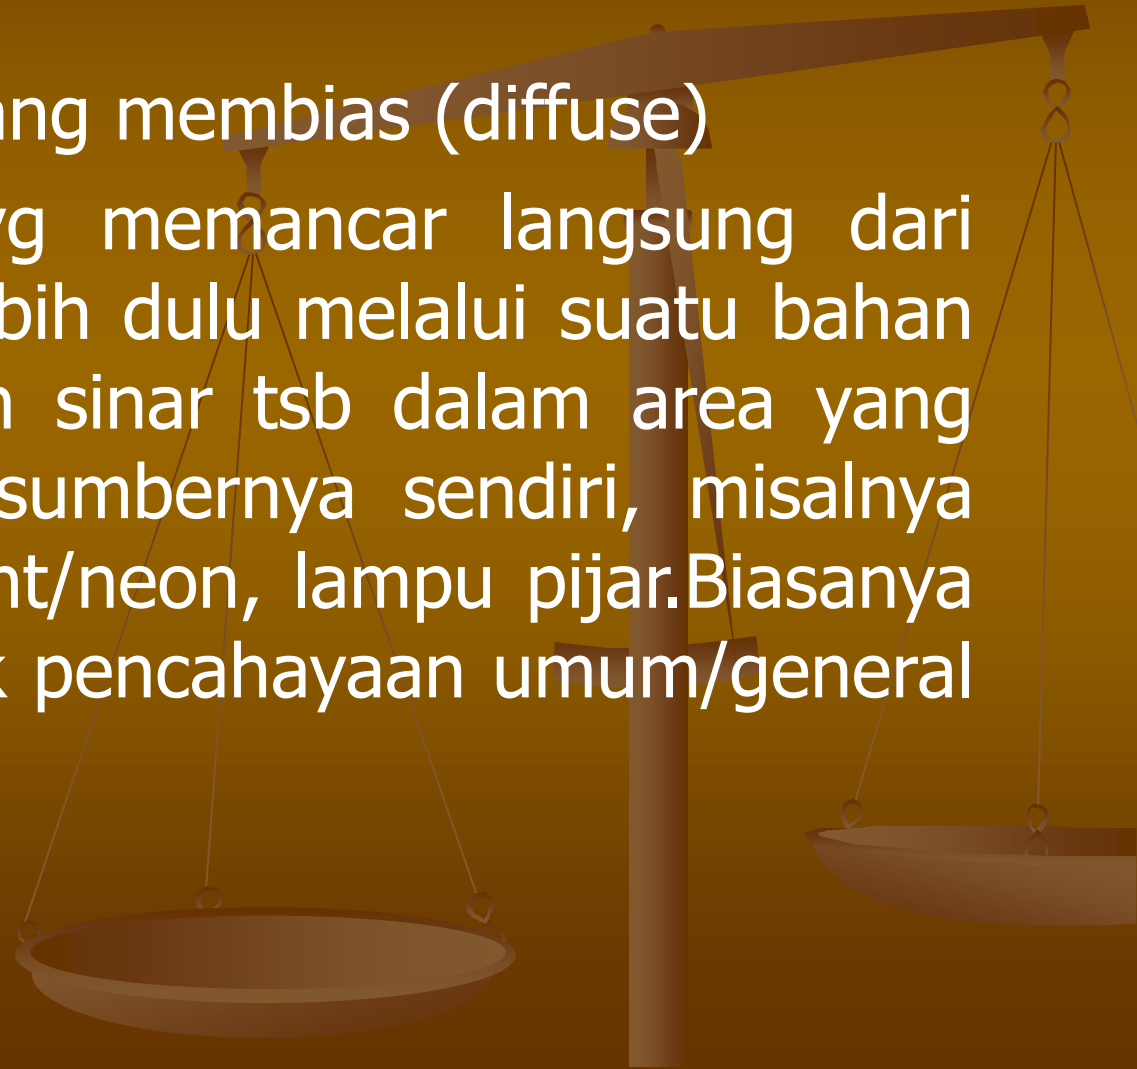 ang membias (diffuse)
yg memancar langsung dari
bih dulu melalui suatu bahan
n sinar tsb dalam area yang
sumbernya sendiri, misalnya
nt/neon, lampu pijar.Biasanya
k pencahayaan umum/general